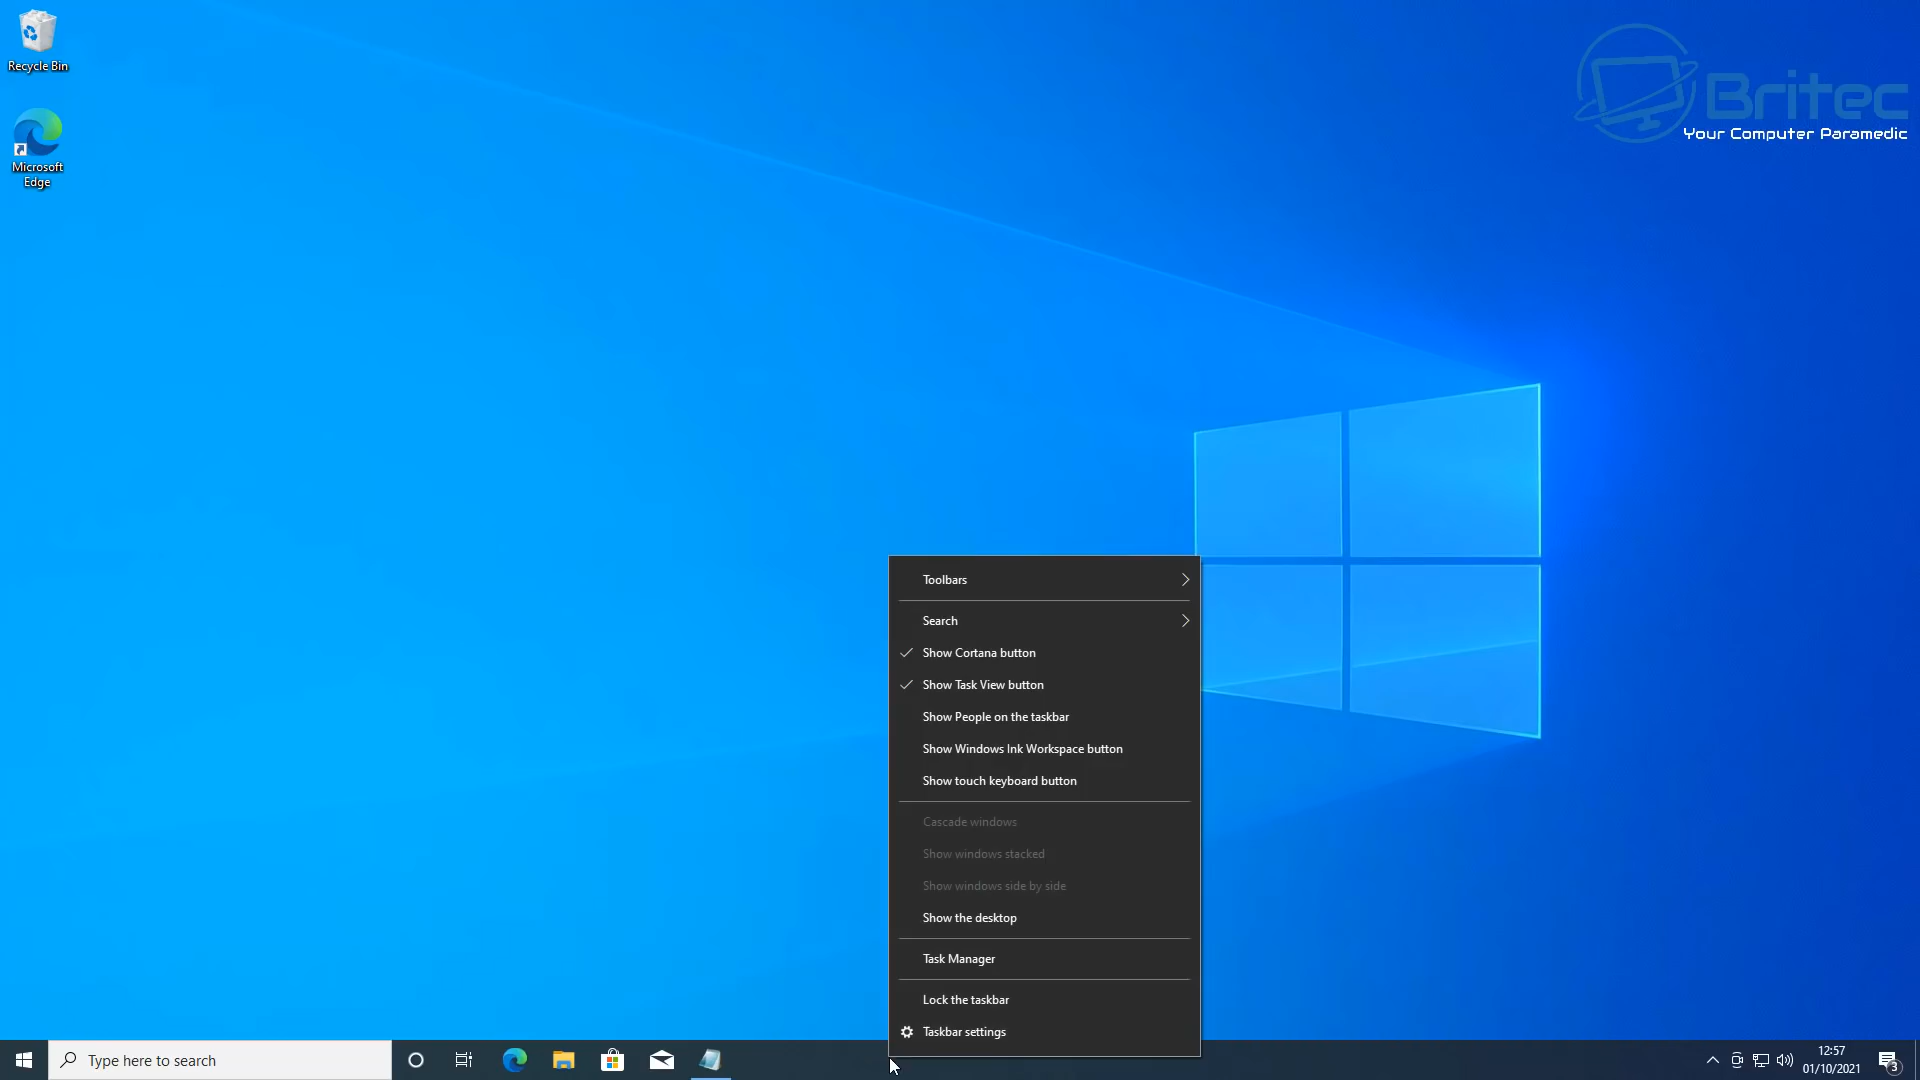 Recycle Bin
Microsoft
Edge
Britec
Your Computer Paramedic
Toolbars
Search
Show Cortana button
Show Task View button
Show People on the taskbar
Show Windows Ink Workspace button
Show touch keyboard button
Cascade windows
Show windows stacked
Show windows side by side
Show the desktop
Task Manager
Lock the taskbar
Taskbar settings
Type here to search
12:57
01/10/2021
3